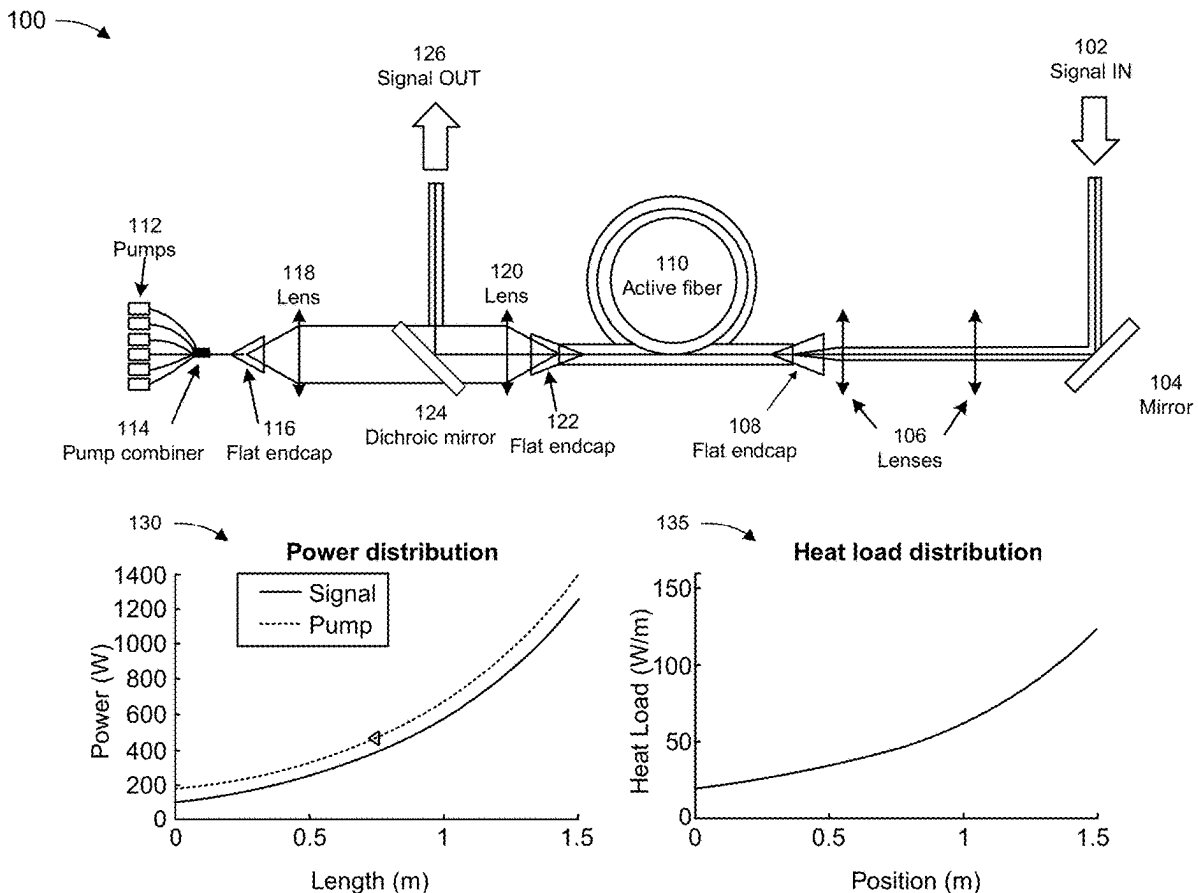 100
126
Signal OUT
102
Signal IN
112
Pumps
118
Lens
120
Lens
110
Active fiber
104
Mirror
114
Pump combiner
116
Flat endcap
124
Dichroic mirror
122
Flat endcap
108
Flat endcap
106
Lenses
130
Power distribution
Signal
Pump
Power (W)
1400
1200
1000
800
600
400
200
0
0 0.5 1 1.5
Length (m)
135
Heat load distribution
Heat Load (W/m)
150
100
50
0
0 0.5 1 1.5
Position (m)